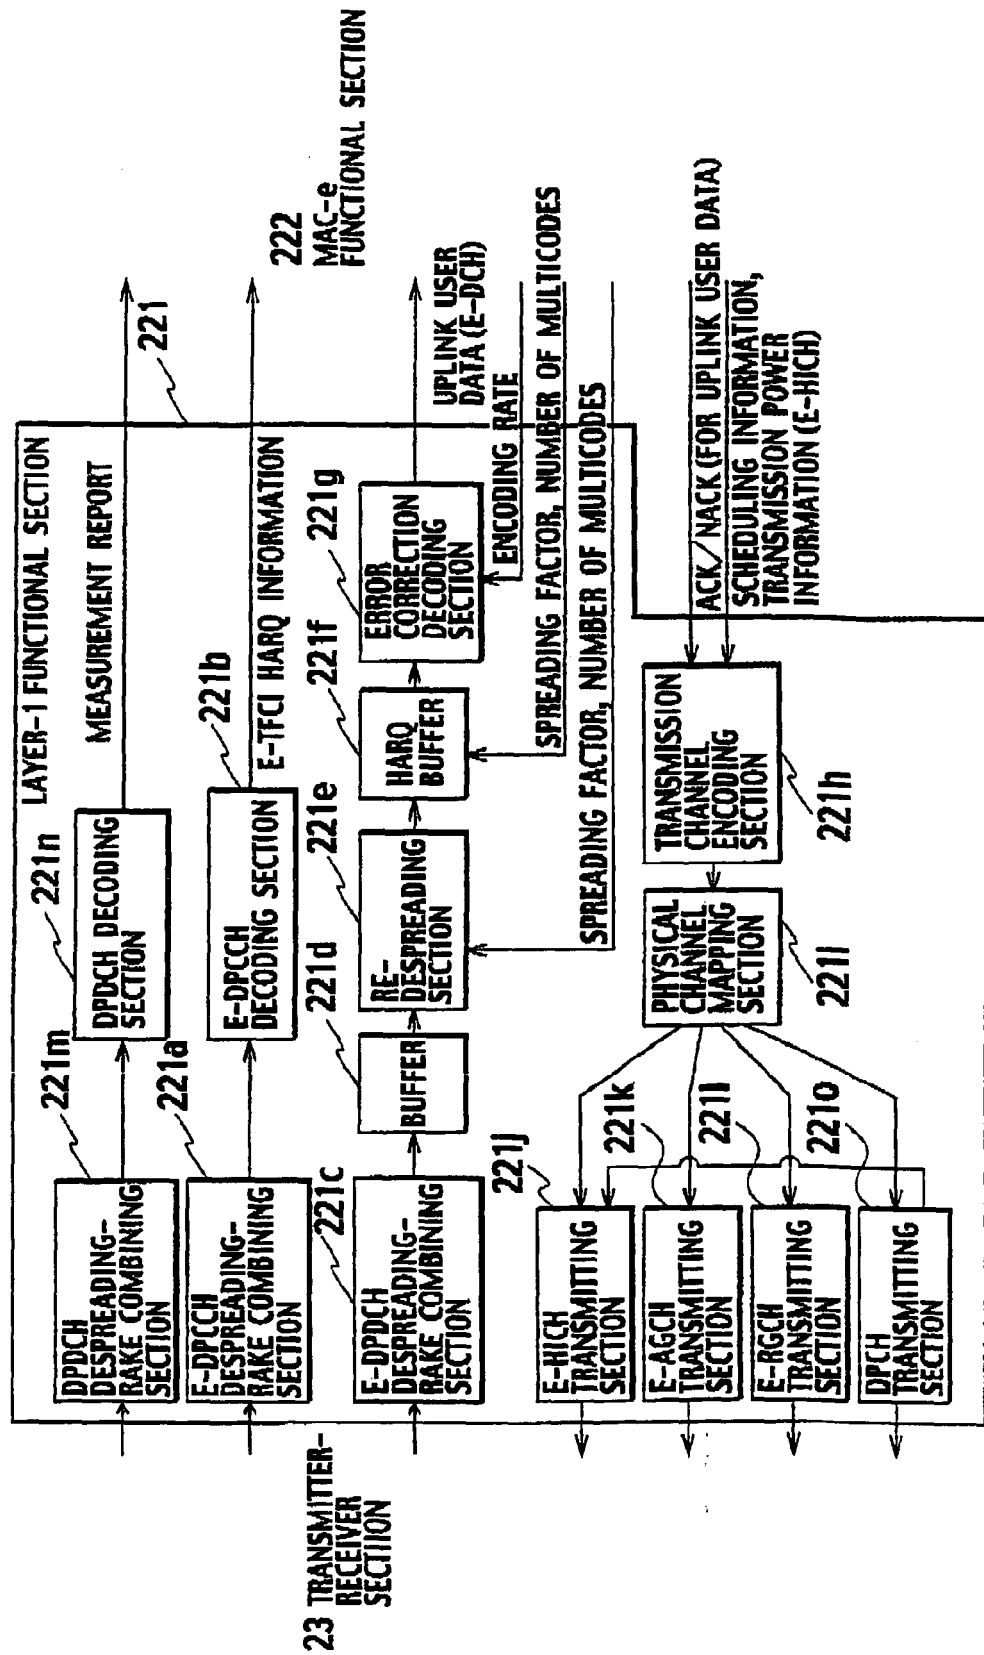 LAYER-1 FUNCTIONAL SECTION
221
23 TRANSMITTER-
RECEIVER
SECTION
222
MAC-e
FUNCTIONAL SECTION
221m
DPDCH
DESPREADING-
RAKE COMBINING
SECTION
221n
DPDCH DECODING
SECTION
MEASUREMENT REPORT
221a
E-DPCCH
DESPREADING-
RAKE COMBINING
SECTION
221b
E-DPCCH
DECODING SECTION
E-TFCI HARQ INFORMATION
221c
E-DPDCH
DESPREADING-
RAKE COMBINING
SECTION
221d
BUFFER
221e
RE-
DESPREADING
SECTION
221f
HARQ
BUFFER
221g
ERROR
CORRECTION
DECODING
SECTION
UPLINK USER
DATA (E-DCH)
ENCODING RATE
SPREADING FACTOR, NUMBER OF MULTICODES
SPREADING FACTOR, NUMBER OF MULTICODES
221j
E-HICH
TRANSMITTING
SECTION
221k
E-AGCH
TRANSMITTING
SECTION
221l
E-RGCH
TRANSMITTING
SECTION
221o
DPCH
TRANSMITTING
SECTION
PHYSICAL
CHANNEL
MAPPING
SECTION
221i
TRANSMISSION
CHANNEL
ENCODING
SECTION
221h
ACK/NACK (FOR UPLINK USER DATA)
SCHEDULING INFORMATION,
TRANSMISSION POWER
INFORMATION (E-HICH)